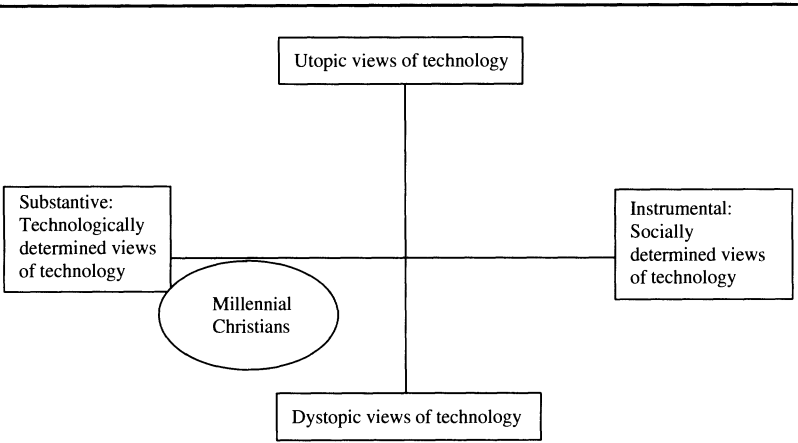 Utopic views of technology
Substantive:
Technologically
determined views
of technology
Instrumental:
Socially
determined views
of technology
Millennial
Christians
Dystopic views of technology